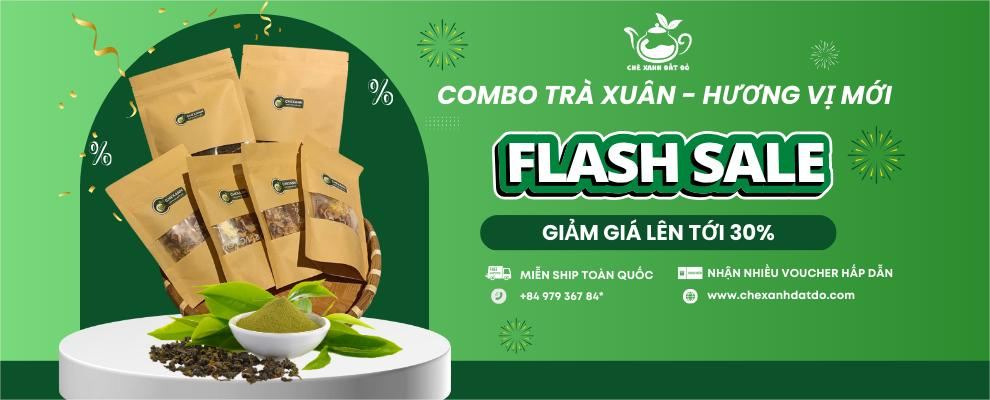 CHÈ XANH ĐẤT ĐỎ
COMBO TRÀ XUÂN - HƯƠNG VỊ MỚI
FLASH SALE
GIẢM GIÁ LÊN TỚI 30%
MIỄN SHIP TOÀN QUỐC
NHẬN NHIỀU VOUCHER HẤP DẪN
+84 979 367 84*
www.chexanhdatdo.com
%
%